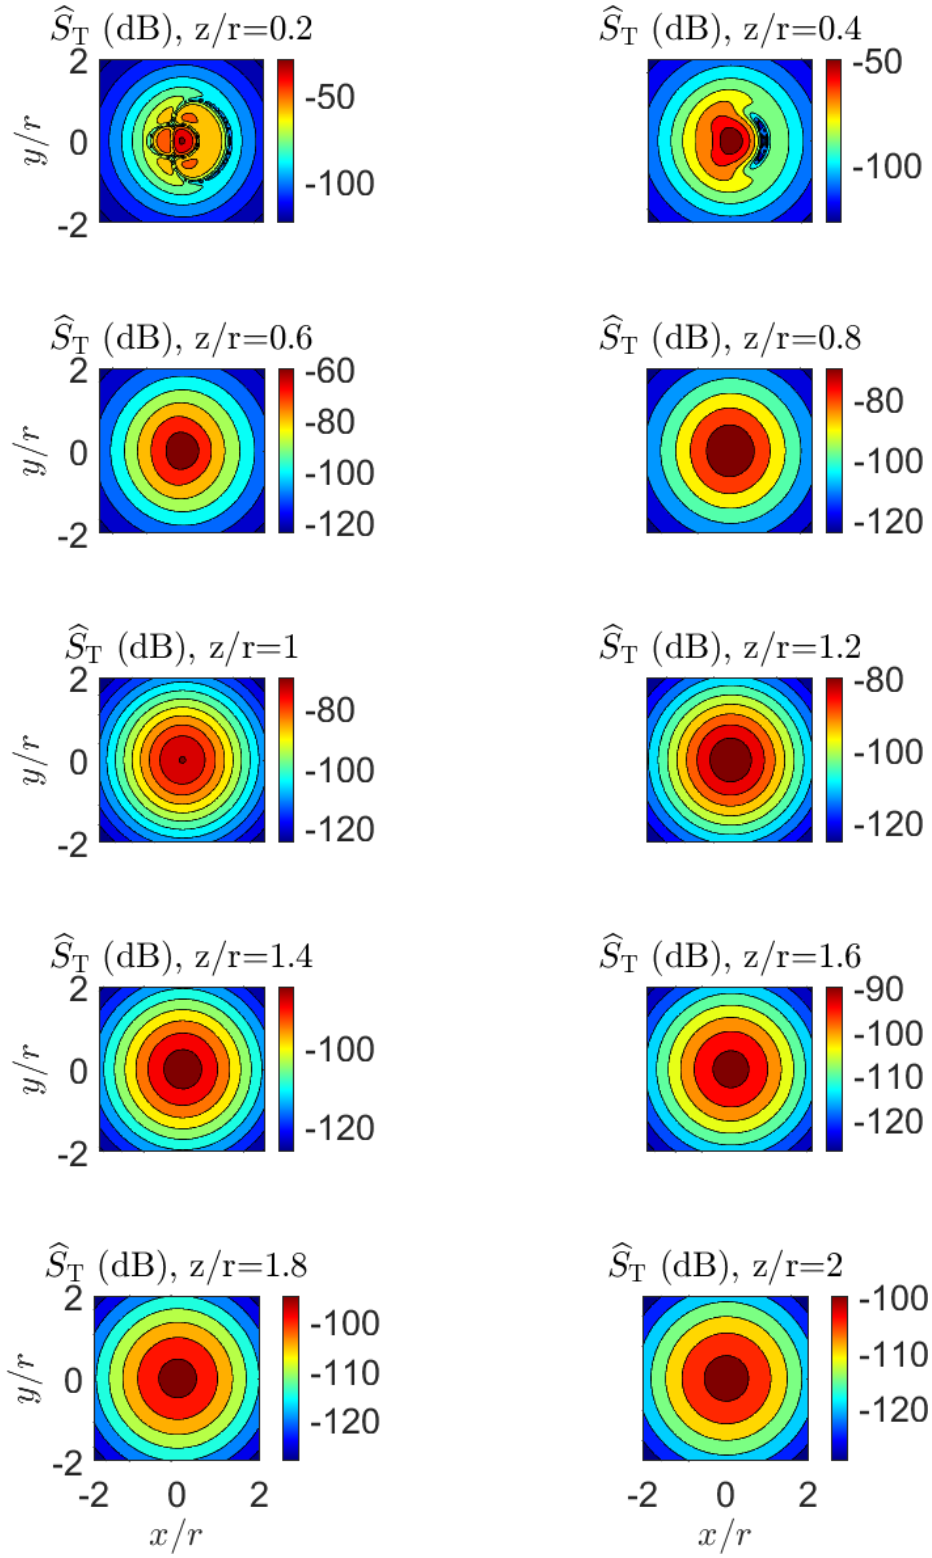 Ŝ_T (dB), z/r=0.2 Ŝ_T (dB), z/r=0.4
2 -50 -50
y/r 0 -100 -100
-2
Ŝ_T (dB), z/r=0.6 Ŝ_T (dB), z/r=0.8
2 -60 -80
y/r 0 -80 -100
-2 -100 -120
-120
Ŝ_T (dB), z/r=1 Ŝ_T (dB), z/r=1.2
2 -80 -80
y/r 0 -100 -100
-2 -120 -120
Ŝ_T (dB), z/r=1.4 Ŝ_T (dB), z/r=1.6
2 -100 -90
y/r 0 -120 -100
-2 -110
-120
Ŝ_T (dB), z/r=1.8 Ŝ_T (dB), z/r=2
2 -100 -100
y/r 0 -110 -110
-2 -120 -120
-2 0 2 -2 0 2
x/r x/r